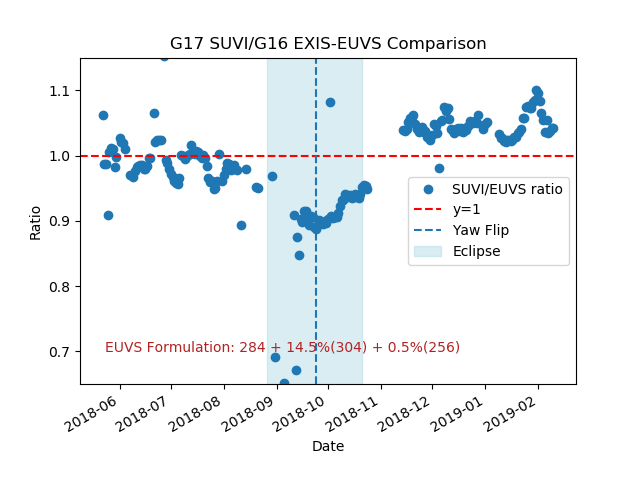 G17 SUVI/G16 EXIS-EUVS Comparison
1.1
1.0
0.9
0.8
0.7
Ratio
SUVI/EUVS ratio
y=1
Yaw Flip
Eclipse
EUVS Formulation: 284 + 14.5%(304) + 0.5%(256)
2018-06
2018-07
2018-08
2018-09
2018-10
2018-11
2018-12
2019-01
2019-02
Date